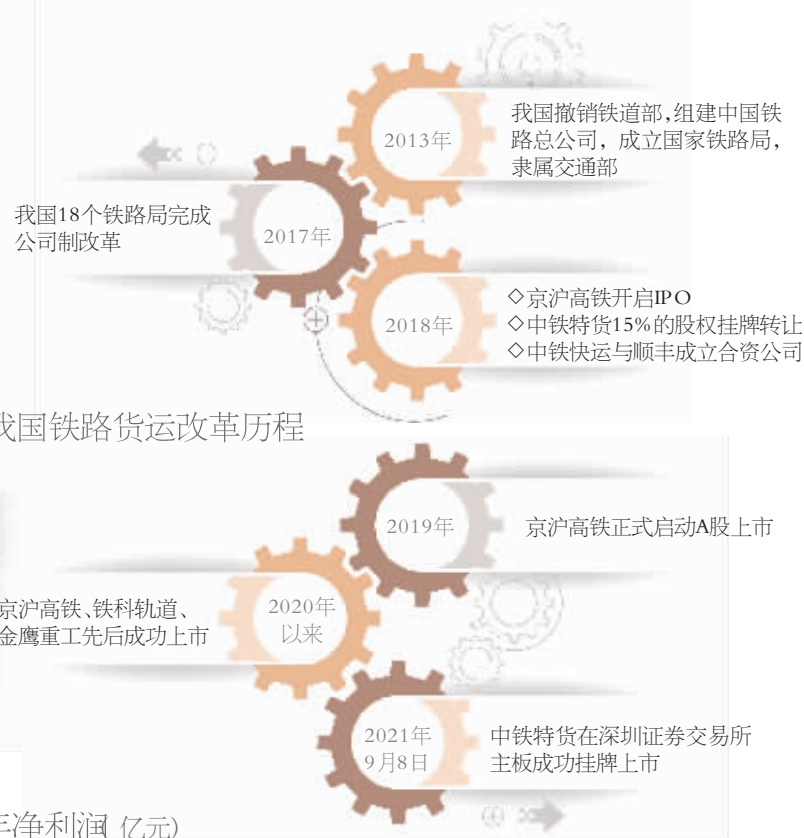 2013年
我国撤销铁道部,组建中国铁
路总公司, 成立国家铁路局,
隶属交通部
我国18个铁路局完成
公司制改革
2017年
2018年
◇京沪高铁开启IPO
◇中铁特货15%的股权挂牌转让
◇中铁快运与顺丰成立合资公司
我国铁路货运改革历程
2019年
京沪高铁正式启动A股上市
京沪高铁、铁科轨道、
金鹰重工先后成功上市
2020年
以来
2021年
9月8日
中铁特货在深圳证券交易所
主板成功挂牌上市
年净利润(亿元)